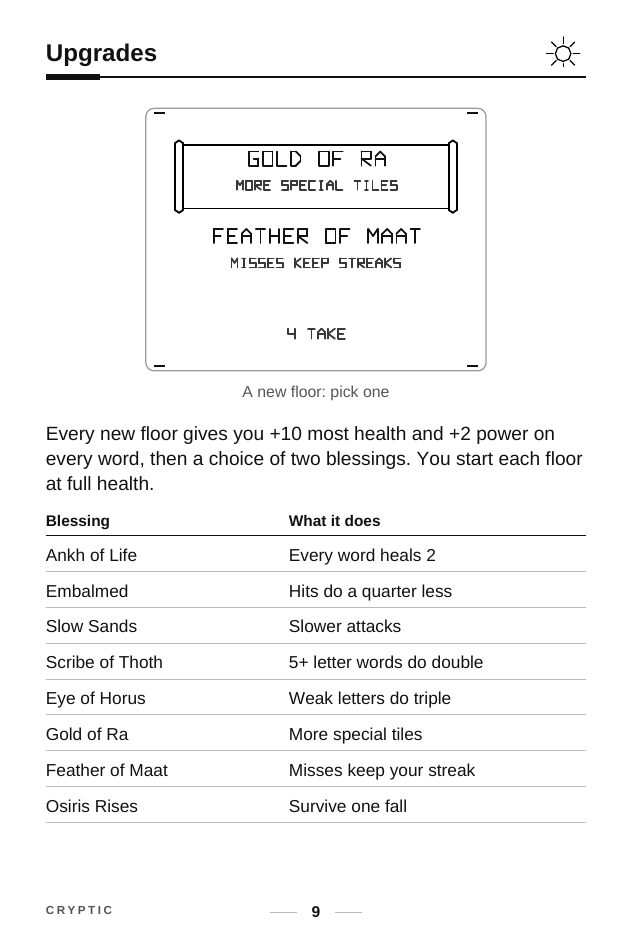 Upgrades
GOLD OF RA
MORE SPECIAL TILES
FEATHER OF MAAT
MISSES KEEP STREAKS
4 TAKE
A new floor: pick one
Every new floor gives you +10 most health and +2 power on
every word, then a choice of two blessings. You start each floor
at full health.
Blessing What it does
Ankh of Life Every word heals 2
Embalmed Hits do a quarter less
Slow Sands Slower attacks
Scribe of Thoth 5+ letter words do double
Eye of Horus Weak letters do triple
Gold of Ra More special tiles
Feather of Maat Misses keep your streak
Osiris Rises Survive one fall
CRYPTIC 9